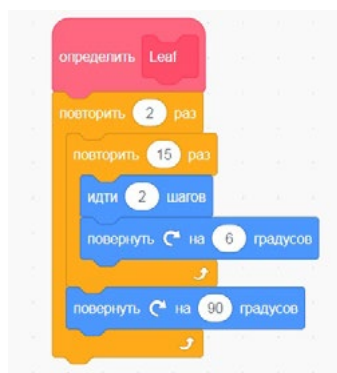 определить Leaf
повторить 2 раз
повторить 15 раз
идти 2 шагов
повернуть на 6 градусов
повернуть на 90 градусов